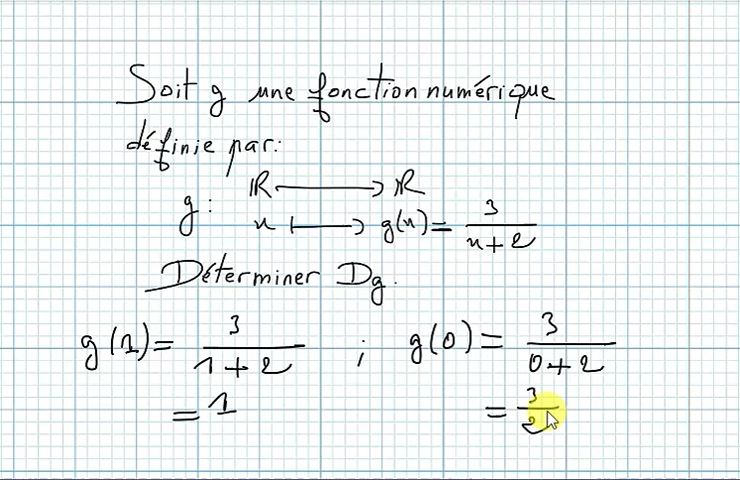 Soit g une fonction numérique
définie par:
g: ℝ ⟶ ℝ
x ⟼ g(x) = 3/(x+2)
Déterminer Dg.
g(1) = 3/(1+2) ; g(0) = 3/(0+2)
= 1 = 3/2